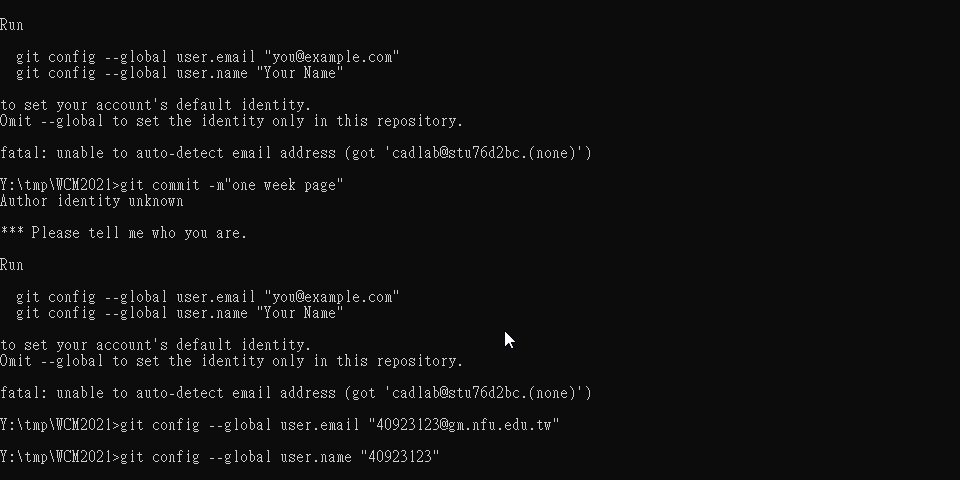 Run
  git config --global user.email "you@example.com"
  git config --global user.name "Your Name"
to set your account's default identity.
Omit --global to set the identity only in this repository.
fatal: unable to auto-detect email address (got 'cadlab@stu76d2bc.(none)')
Y:\tmp\WCM2021>git commit -m"one week page"
Author identity unknown
*** Please tell me who you are.
Run
  git config --global user.email "you@example.com"
  git config --global user.name "Your Name"
to set your account's default identity.
Omit --global to set the identity only in this repository.
fatal: unable to auto-detect email address (got 'cadlab@stu76d2bc.(none)')
Y:\tmp\WCM2021>git config --global user.email "40923123@gm.nfu.edu.tw"
Y:\tmp\WCM2021>git config --global user.name "40923123"